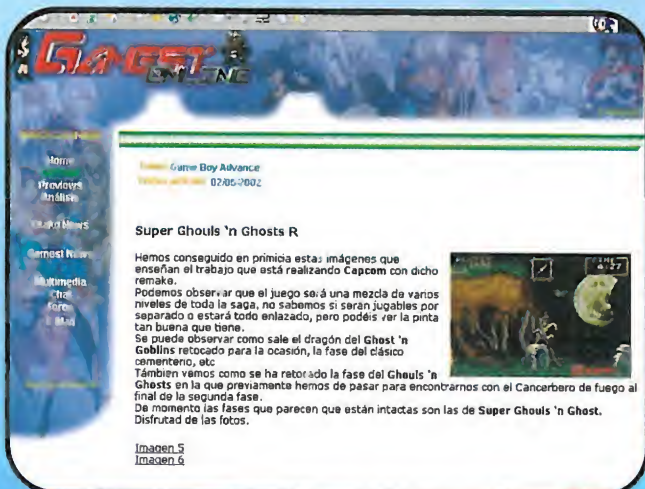 Gamest
ONLINE
Home
Previews
Análisis
Multimedia
Chat
Foros
E-Mail
Game Boy Advance
02/06/2002
Super Ghouls 'n Ghosts R
Hemos conseguido en primicia estas imágenes que
enseñan el trabajo que está realizando Capcom con dicho
remake.
Podemos observar que el juego será una mezcla de varios
niveles de toda la saga, no sabemos si seran jugables por
separado o estará todo enlazado, pero podéis ver la pinta
tan buena que tiene.
Se puede observar como sale el dragón del Ghost 'n
Goblins retocado para la ocasión, la fase del clásico
cementerio, etc
Támbien vemos como se ha retocado la fase del Ghouls 'n
Ghosts en la que previamente hemos de pasar para encontrarnos con el Cancerbero de fuego al
final de la segunda fase.
De momento las fases que parecen que están intactas son las de Super Ghouls 'n Ghost.
Disfrutad de las fotos.
Imagen 5
Imagen 6